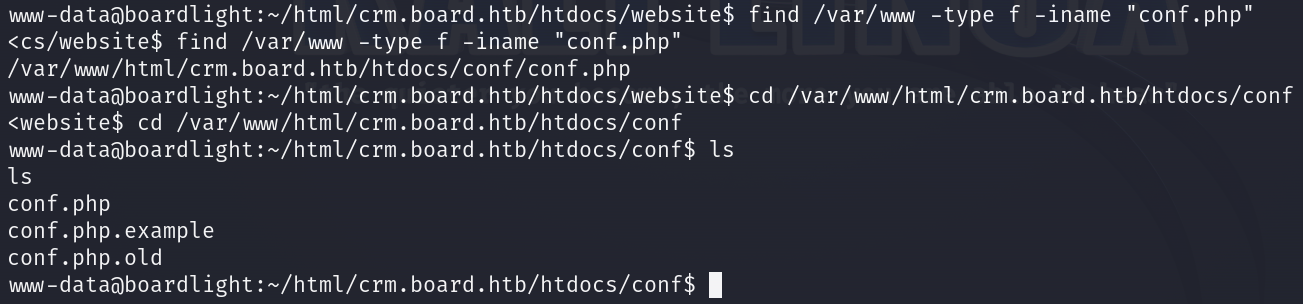 www-data@boardlight:~/html/crm.board.htb/htdocs/website$ find /var/www -type f -iname "conf.php"
<cs/website$ find /var/www -type f -iname "conf.php"
/var/www/html/crm.board.htb/htdocs/conf/conf.php
www-data@boardlight:~/html/crm.board.htb/htdocs/website$ cd /var/www/html/crm.board.htb/htdocs/conf
<website$ cd /var/www/html/crm.board.htb/htdocs/conf
www-data@boardlight:~/html/crm.board.htb/htdocs/conf$ ls
ls
conf.php
conf.php.example
conf.php.old
www-data@boardlight:~/html/crm.board.htb/htdocs/conf$